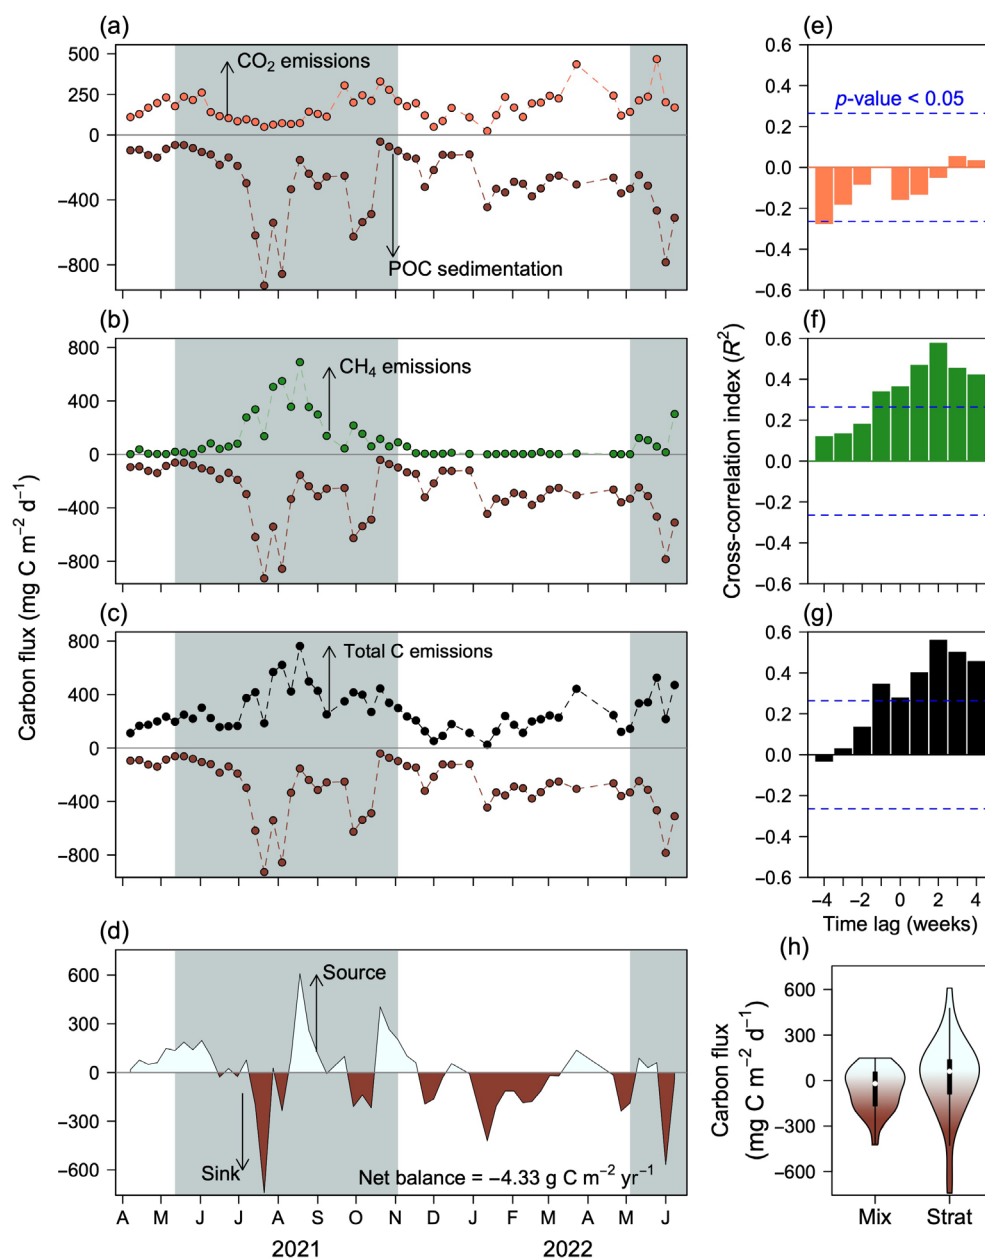 (a)
500
250
0
−400
−800
CO2 emissions
POC sedimentation
(b)
800
400
0
−400
−800
CH4 emissions
(c)
800
400
0
−400
−800
Total C emissions
Carbon flux (mg C m−2 d−1)
(d)
600
300
0
−300
−600
Source
Sink
Net balance = −4.33 g C m−2 yr−1
A M J J A S O N D J F M A M J
2021 2022
(e)
0.6
0.4
0.2
0.0
−0.2
−0.4
−0.6
p-value < 0.05
(f)
0.6
0.4
0.2
0.0
−0.2
−0.4
−0.6
Cross-correlation index (R2)
(g)
0.6
0.4
0.2
0.0
−0.2
−0.4
−0.6
−4 −2 0 2 4
Time lag (weeks)
(h)
600
300
0
−300
−600
Carbon flux
(mg C m−2 d−1)
Mix Strat